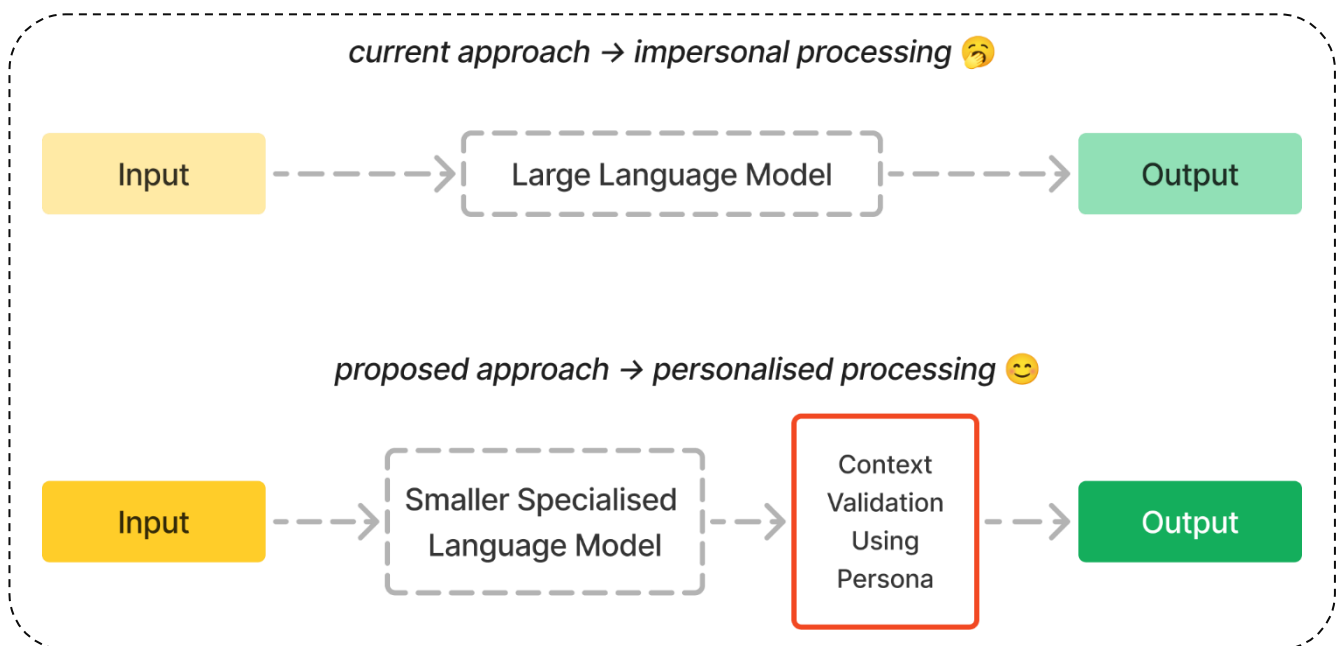 current approach → impersonal processing 🥱
Input
Large Language Model
Output
proposed approach → personalised processing 😊
Input
Smaller Specialised
Language Model
Context
Validation
Using
Persona
Output